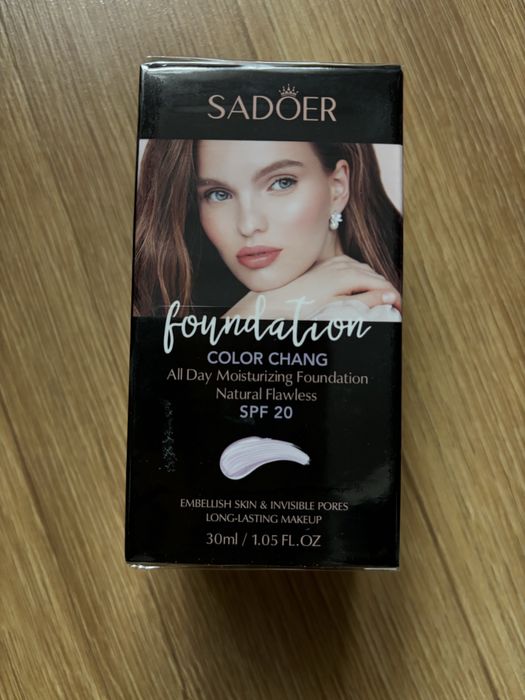 SADOER
foundation
COLOR CHANG
All Day Moisturizing Foundation
Natural Flawless
SPF 20
EMBELLISH SKIN & INVISIBLE PORES
LONG-LASTING MAKEUP
30ml / 1.05 FL.OZ